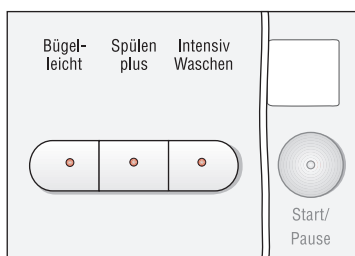 Bügel-
leicht
Spülen
plus
Intensiv
Waschen
Start/
Pause